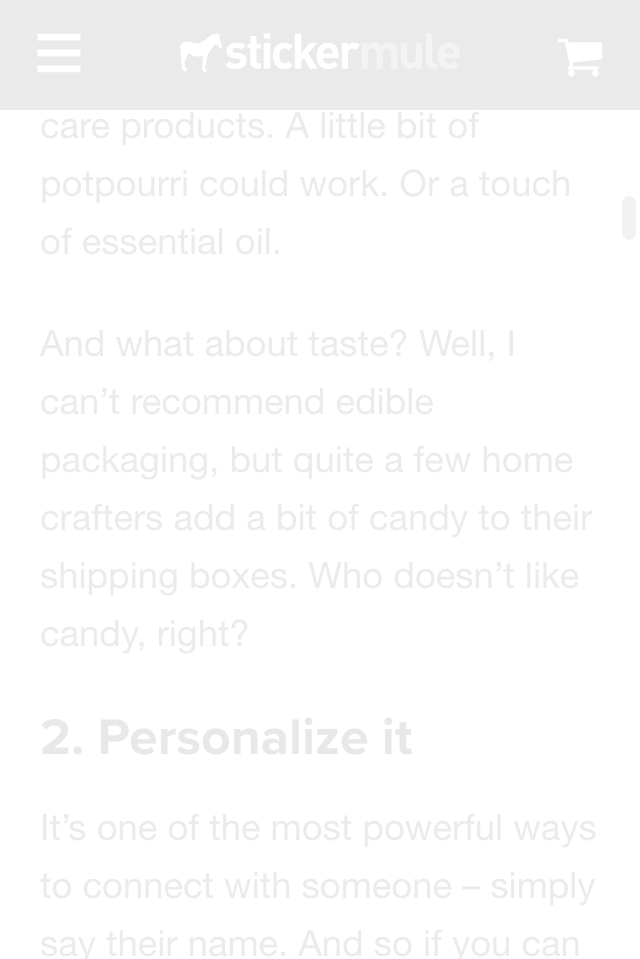 stickermule
care products. A little bit of
potpourri could work. Or a touch
of essential oil.
And what about taste? Well, I
can’t recommend edible
packaging, but quite a few home
crafters add a bit of candy to their
shipping boxes. Who doesn’t like
candy, right?
2. Personalize it
It’s one of the most powerful ways
to connect with someone – simply
say their name. And so if you can